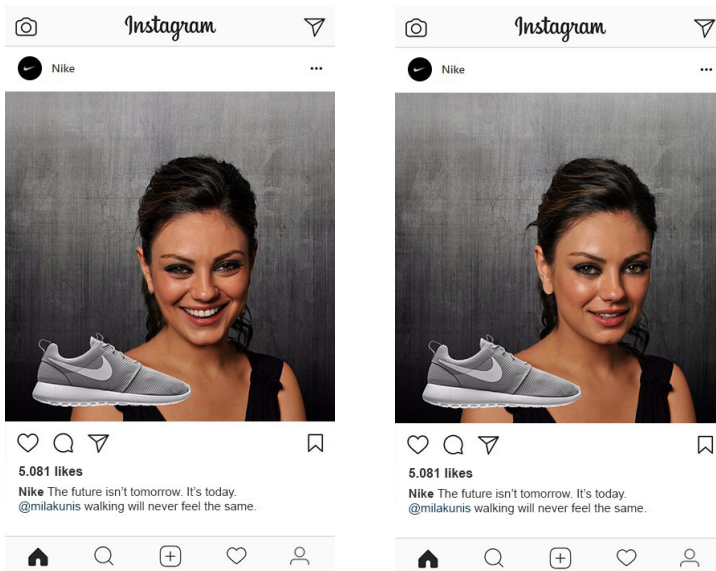 Instagram
Nike
5.081 likes
Nike The future isn't tomorrow. It's today.
@milakunis walking will never feel the same.
Instagram
Nike
5.081 likes
Nike The future isn't tomorrow. It's today.
@milakunis walking will never feel the same.